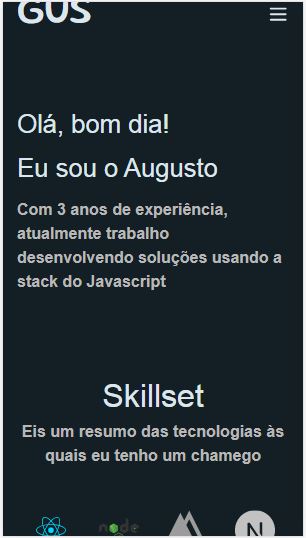 GUS
Olá, bom dia!
Eu sou o Augusto
Com 3 anos de experiência,
atualmente trabalho
desenvolvendo soluções usando a
stack do Javascript
Skillset
Eis um resumo das tecnologias às
quais eu tenho um chamego
node
N